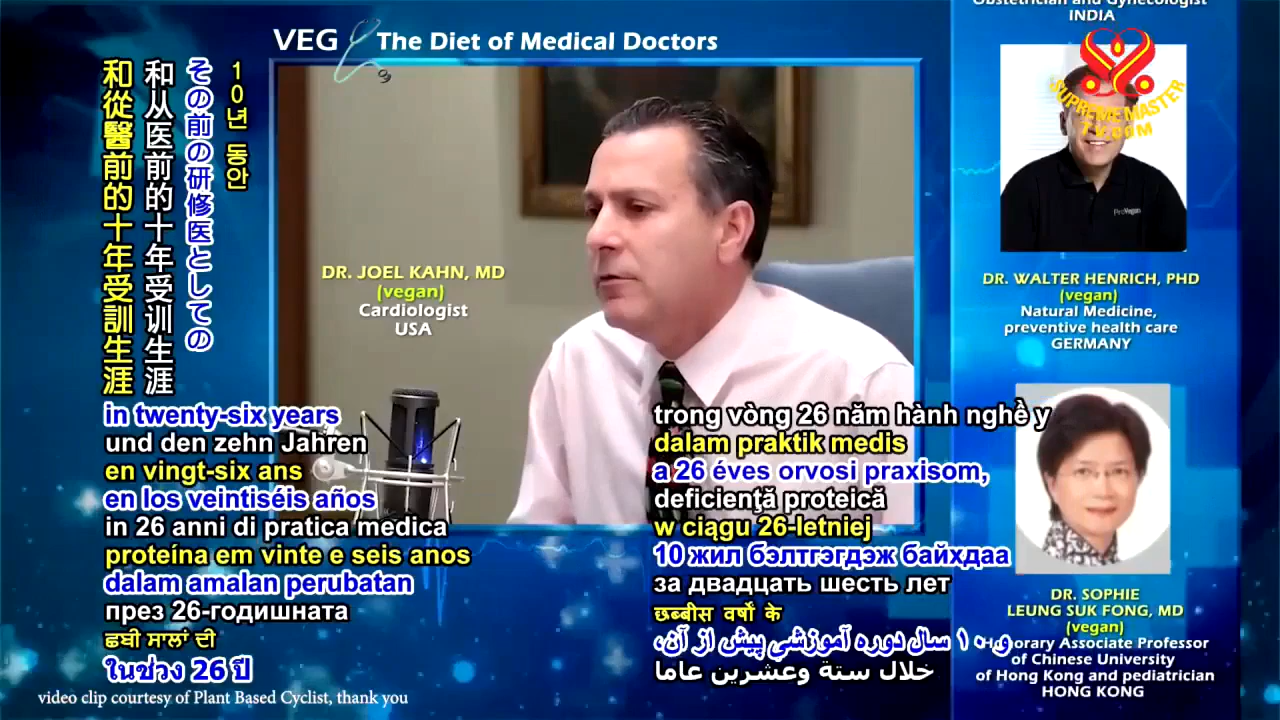 VEG The Diet of Medical Doctors
Obstetrician and Gynecologist
INDIA
SUPREME MASTER
TV.COM
ProVegan
DR. WALTER HENRICH, PHD
(vegan)
Natural Medicine,
preventive health care
GERMANY
DR. JOEL KAHN, MD
(vegan)
Cardiologist
USA
10년 동안
その前の研修医としての
和从医前的十年受训生涯
和從醫前的十年受訓生涯
in twenty-six years
und den zehn Jahren
en vingt-six ans
en los veintiséis años
in 26 anni di pratica medica
proteína em vinte e seis anos
dalam amalan perubatan
през 26-годишната
ਛਬੀ ਸਾਲਾਂ ਦੀ
ในช่วง 26 ปี
trong vòng 26 năm hành nghề y
dalam praktik medis
a 26 éves orvosi praxisom,
deficienţă proteică
w ciągu 26-letniej
10 жил бэлтгэгдэж байхдаа
за двадцать шесть лет
छब्बीस वर्षों के
و ۱۰ سال دوره آموزشی پیش از آن،
خلال ستة وعشرين عاما
DR. SOPHIE
LEUNG SUK FONG, MD
(vegan)
Honorary Associate Professor
of Chinese University
of Hong Kong and pediatrician
HONG KONG
video clip courtesy of Plant Based Cyclist, thank you